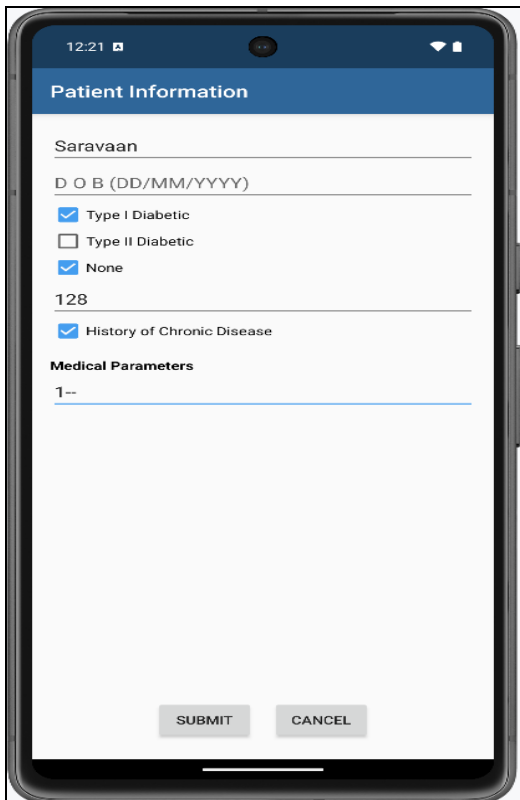 12:21
Patient Information
Saravaan
D O B (DD/MM/YYYY)
Type I Diabetic
Type II Diabetic
None
128
History of Chronic Disease
Medical Parameters
1--
SUBMIT CANCEL